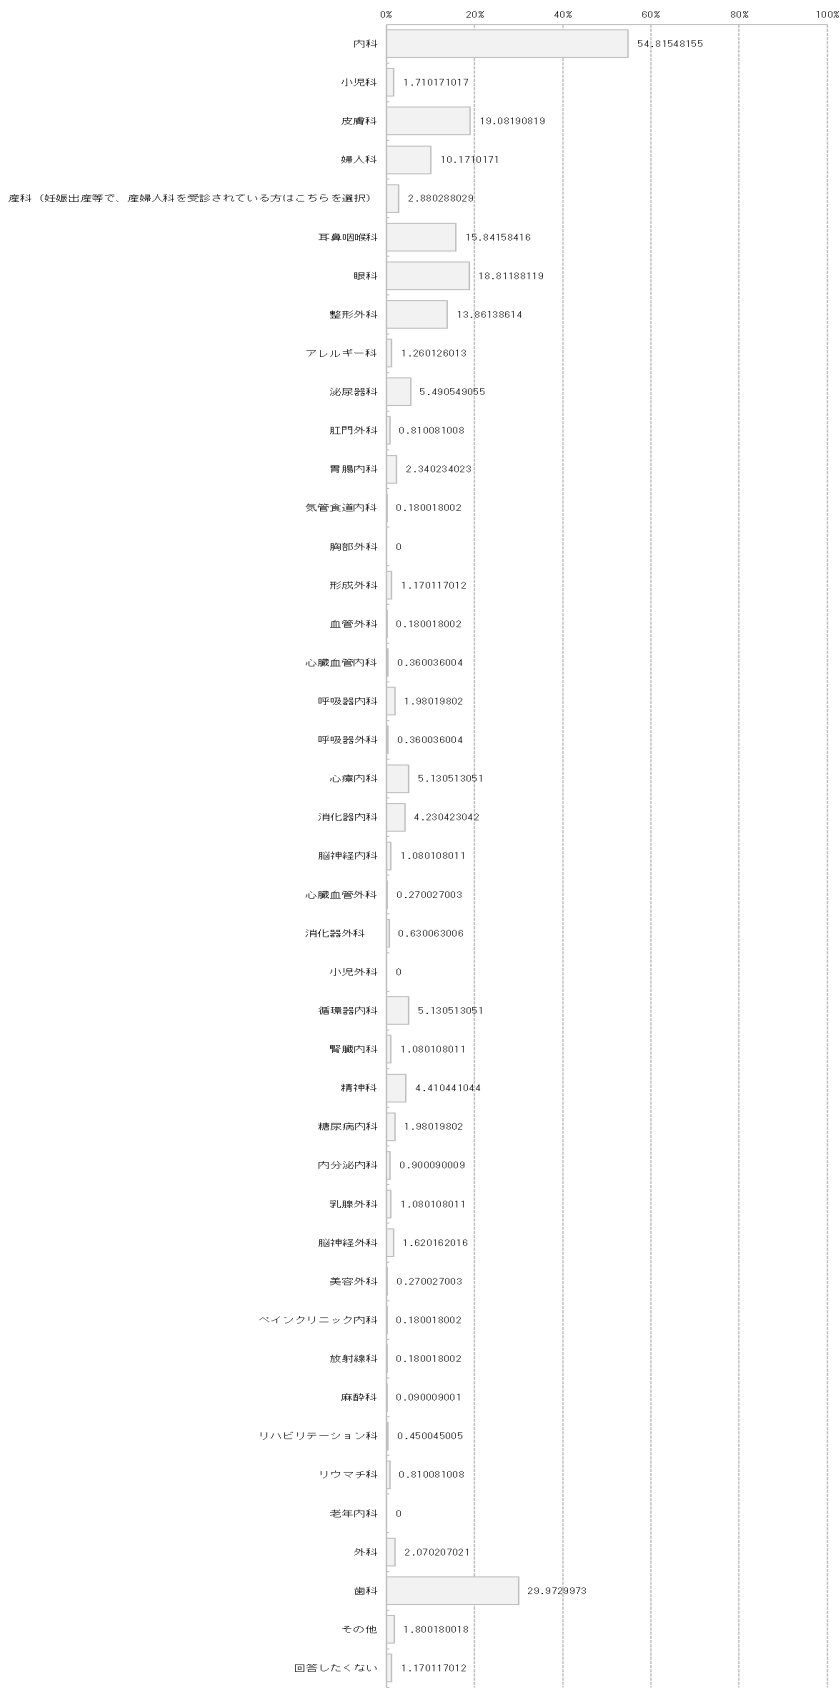 0% 20% 40% 60% 80% 100%
内科 54.81548155
小児科 1.710171017
皮膚科 19.08190819
婦人科 10.1710171
産科（妊娠出産等で、産婦人科を受診されている方はこちらを選択） 2.880288029
耳鼻咽喉科 15.84158416
眼科 18.81188119
整形外科 13.86138614
アレルギー科 1.260126013
泌尿器科 5.490549055
肛門外科 0.810081008
胃腸内科 2.340234023
気管食道内科 0.180018002
胸部外科 0
形成外科 1.170117012
血管外科 0.180018002
心臓血管内科 0.360036004
呼吸器内科 1.98019802
呼吸器外科 0.360036004
心療内科 5.130513051
消化器内科 4.230423042
脳神経内科 1.080108011
心臓血管外科 0.270027003
消化器外科 0.630063006
小児外科 0
循環器内科 5.130513051
腎臓内科 1.080108011
精神科 4.410441044
糖尿病内科 1.98019802
内分泌内科 0.900090009
乳腺外科 1.080108011
脳神経外科 1.620162016
美容外科 0.270027003
ペインクリニック内科 0.180018002
放射線科 0.180018002
麻酔科 0.090009001
リハビリテーション科 0.450045005
リウマチ科 0.810081008
老年内科 0
外科 2.070207021
歯科 29.9729973
その他 1.800180018
回答したくない 1.170117012